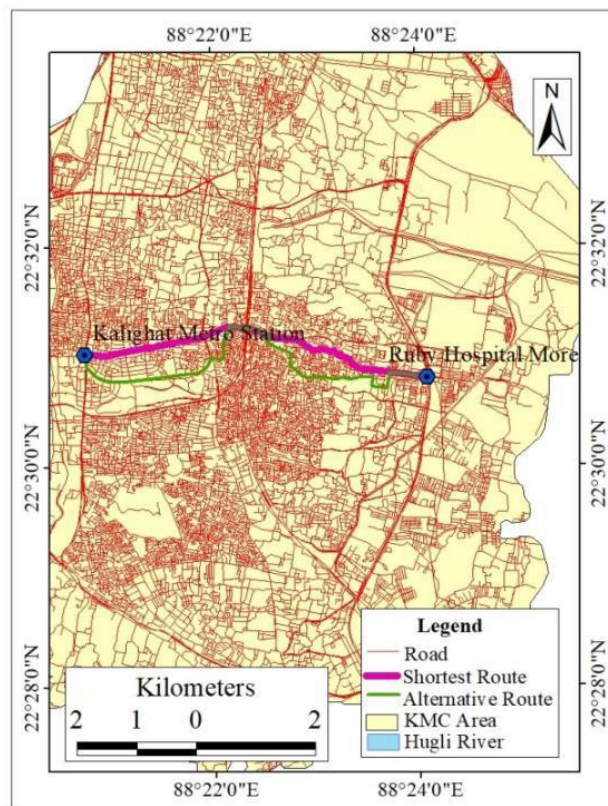 88°22'0"E 88°24'0"E
N
22°32'0"N 22°32'0"N
Kalighat Metro Station
Ruby Hospital More
22°30'0"N 22°30'0"N
Legend
Road
Shortest Route
Alternative Route
KMC Area
Hugli River
Kilometers
2 1 0 2
22°28'0"N 22°28'0"N
88°22'0"E 88°24'0"E